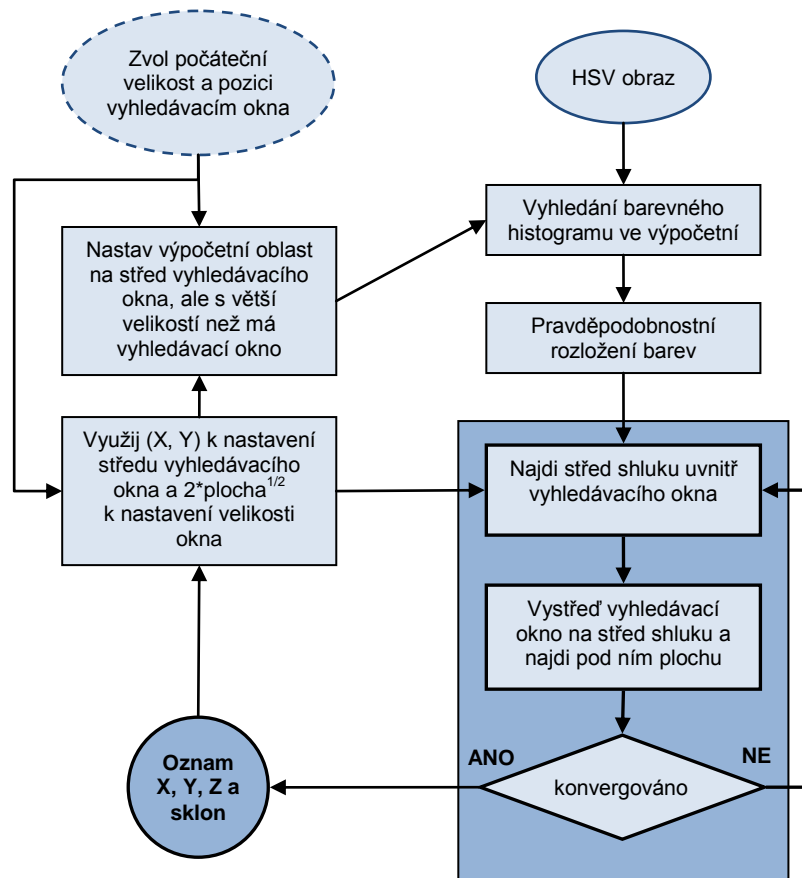 Zvol počáteční
velikost a pozici
vyhledávacím okna
HSV obraz
Nastav výpočetní oblast
na střed vyhledávacího
okna, ale s větší
velikostí než má
vyhledávací okno
Vyhledání barevného
histogramu ve výpočetní
Pravděpodobnostní
rozložení barev
Využij (X, Y) k nastavení
středu vyhledávacího
okna a 2*plocha^1/2
k nastavení velikosti
okna
Najdi střed shluku uvnitř
vyhledávacího okna
Vystřeď vyhledávací
okno na střed shluku a
najdi pod ním plochu
ANO
NE
konvergováno
Oznam
X, Y, Z a
sklon